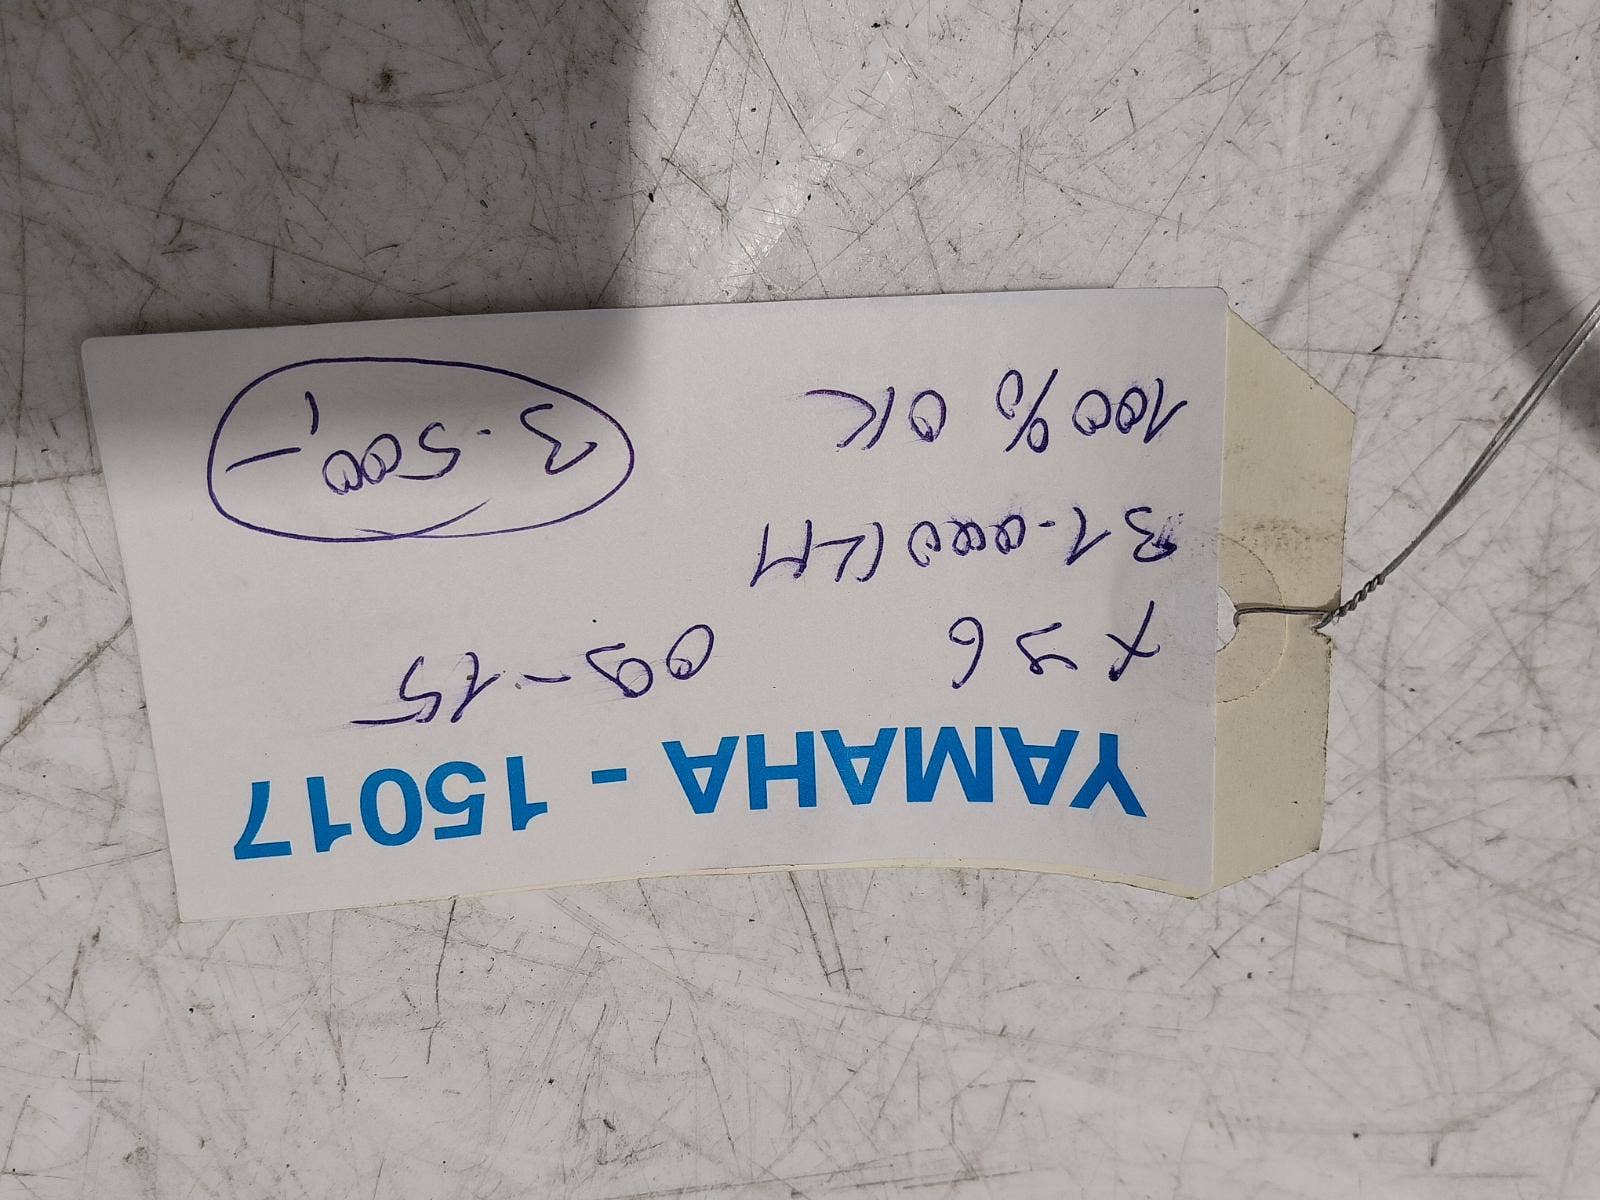 YAMAHA - 15017
XJ6 09-15
31.000 KM
100% OK 3.500,-